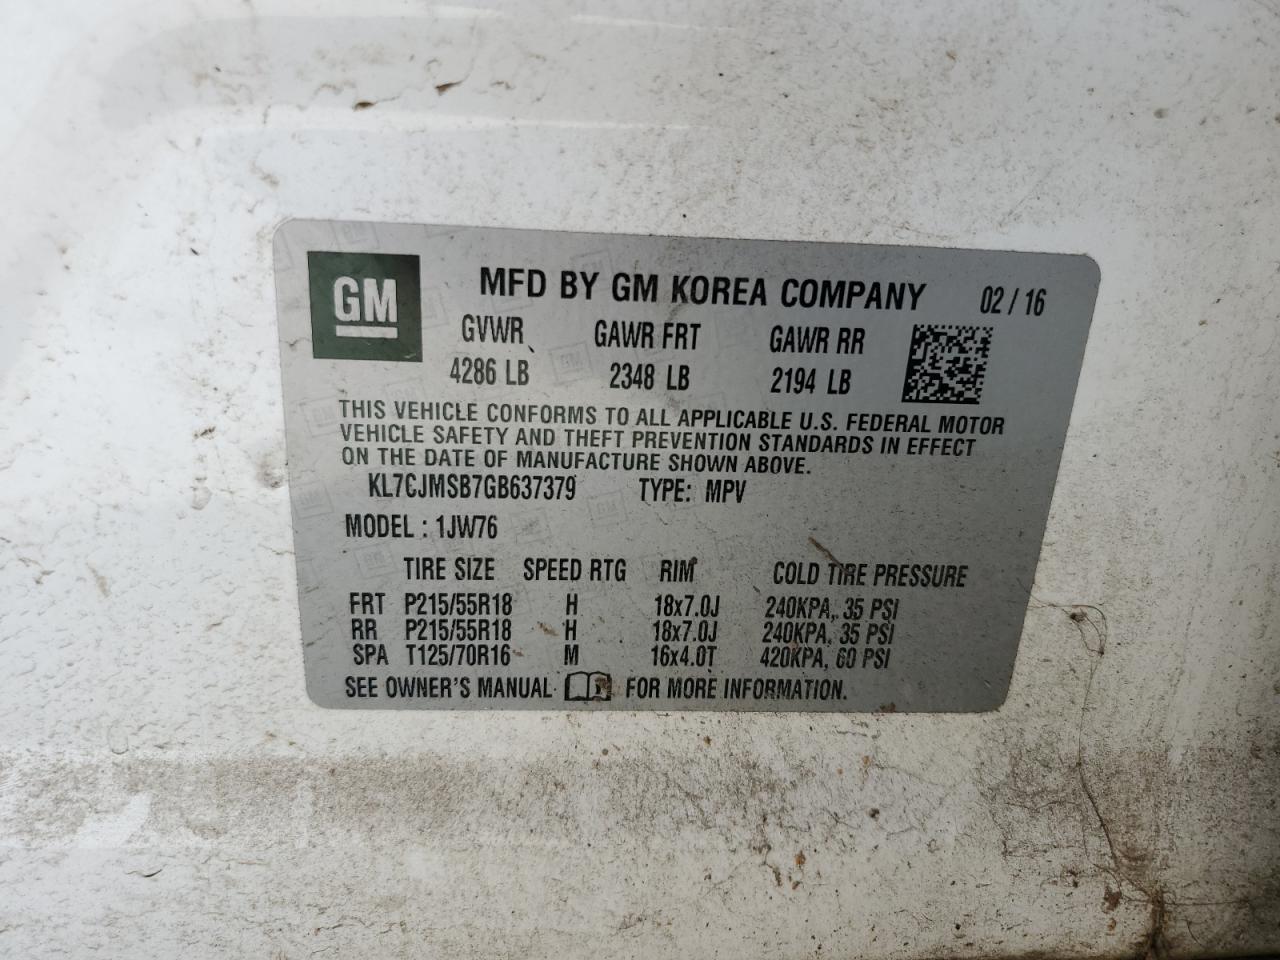 GM
MFD BY GM KOREA COMPANY 02 / 16
GVWR GAWR FRT GAWR RR
4286 LB 2348 LB 2194 LB
THIS VEHICLE CONFORMS TO ALL APPLICABLE U.S. FEDERAL MOTOR
VEHICLE SAFETY AND THEFT PREVENTION STANDARDS IN EFFECT
ON THE DATE OF MANUFACTURE SHOWN ABOVE.
KL7CJMSB7GB637379 TYPE: MPV
MODEL : 1JW76
TIRE SIZE SPEED RTG RIM COLD TIRE PRESSURE
FRT P215/55R18 H 18x7.0J 240KPA, 35 PSI
RR P215/55R18 H 18x7.0J 240KPA, 35 PSI
SPA T125/70R16 M 16x4.0T 420KPA, 60 PSI
SEE OWNER'S MANUAL FOR MORE INFORMATION.